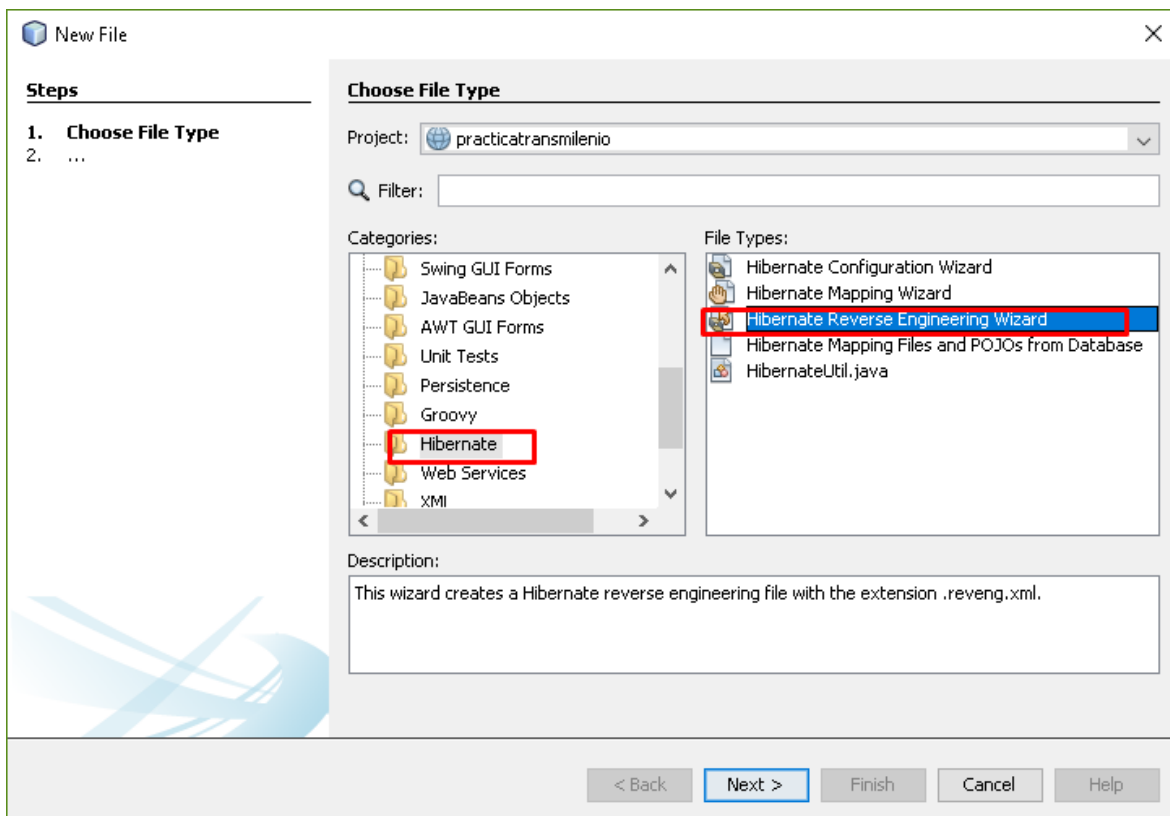 New File
Steps
1. Choose File Type
2. ...
Choose File Type
Project: practicatransmilenio
Filter:
Categories:
Swing GUI Forms
JavaBeans Objects
AWT GUI Forms
Unit Tests
Persistence
Groovy
Hibernate
Web Services
XML
File Types:
Hibernate Configuration Wizard
Hibernate Mapping Wizard
Hibernate Reverse Engineering Wizard
Hibernate Mapping Files and POJOs from Database
HibernateUtil.java
Description:
This wizard creates a Hibernate reverse engineering file with the extension .reveng.xml.
< Back Next > Finish Cancel Help